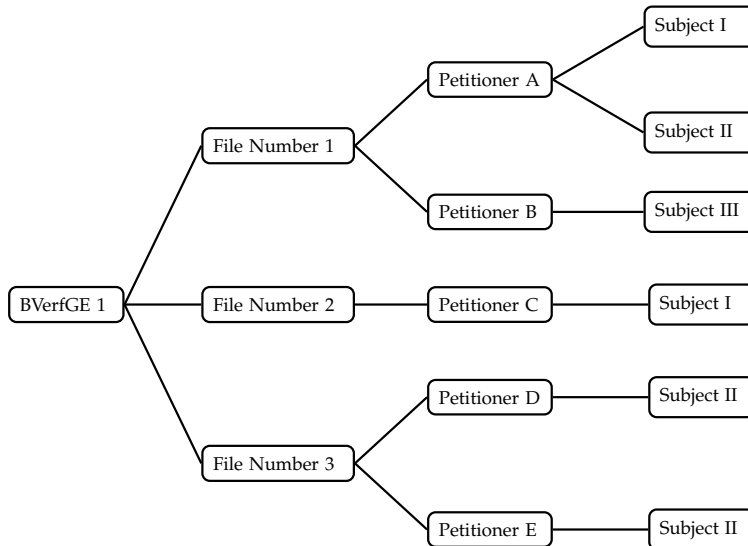 Subject I
Petitioner A
Subject II
File Number 1
Petitioner B
Subject III
BVerfGE 1
File Number 2
Petitioner C
Subject I
Petitioner D
Subject II
File Number 3
Petitioner E
Subject II